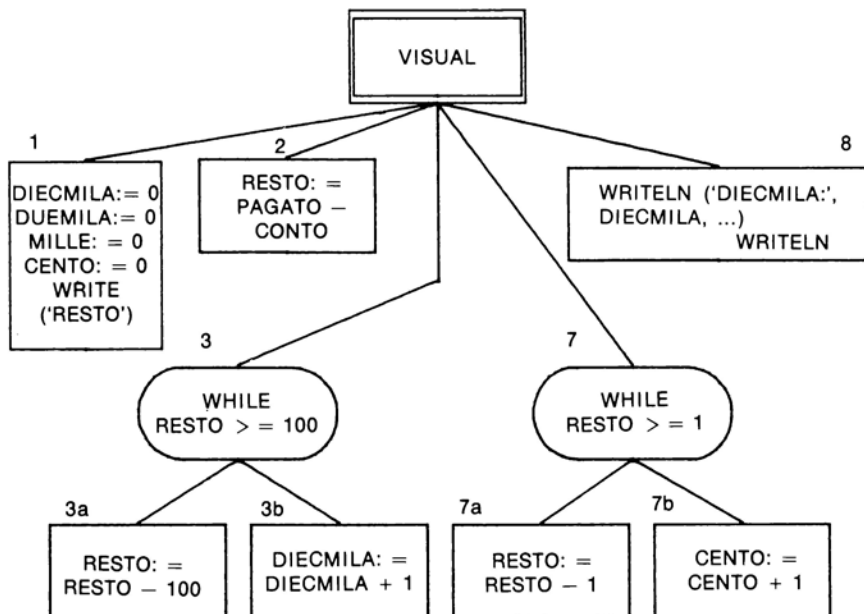 VISUAL
1
DIECMILA:= 0
DUEMILA:= 0
MILLE: = 0
CENTO: = 0
WRITE
('RESTO')
2
RESTO: =
PAGATO −
CONTO
8
WRITELN ('DIECMILA:',
DIECMILA, ...)
WRITELN
3
WHILE
RESTO > = 100
7
WHILE
RESTO > = 1
3a
RESTO: =
RESTO − 100
3b
DIECMILA: =
DIECMILA + 1
7a
RESTO: =
RESTO − 1
7b
CENTO: =
CENTO + 1